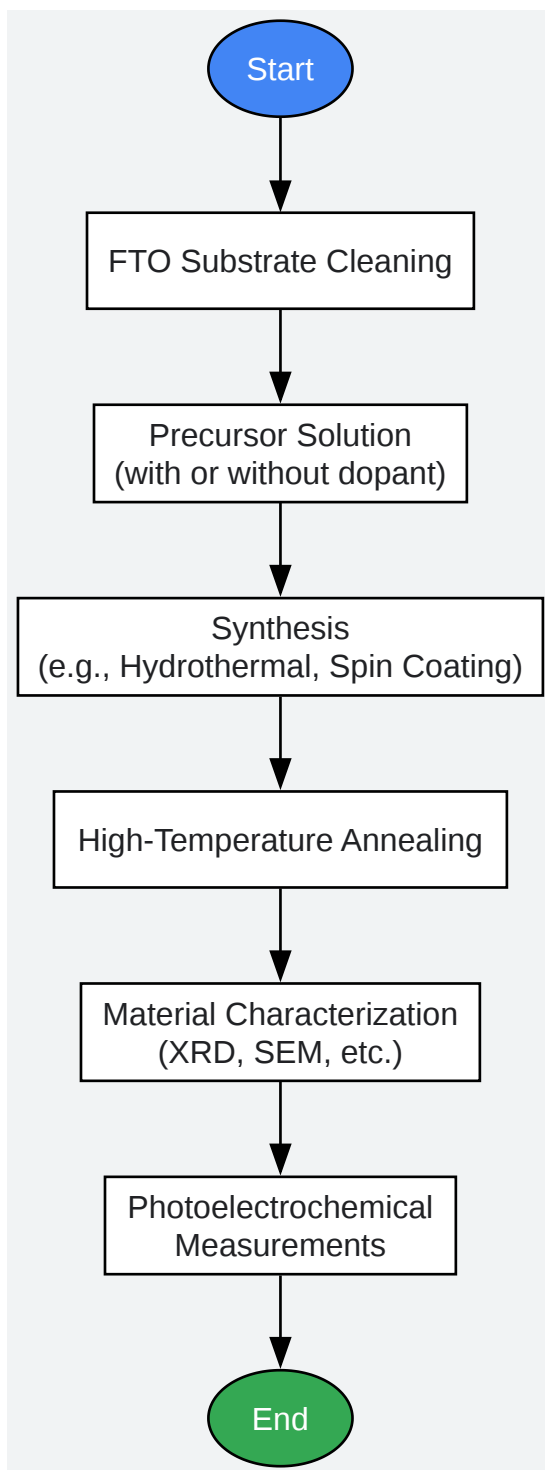 Start
FTO Substrate Cleaning
Precursor Solution
(with or without dopant)
Synthesis
(e.g., Hydrothermal, Spin Coating)
High-Temperature Annealing
Material Characterization
(XRD, SEM, etc.)
Photoelectrochemical
Measurements
End